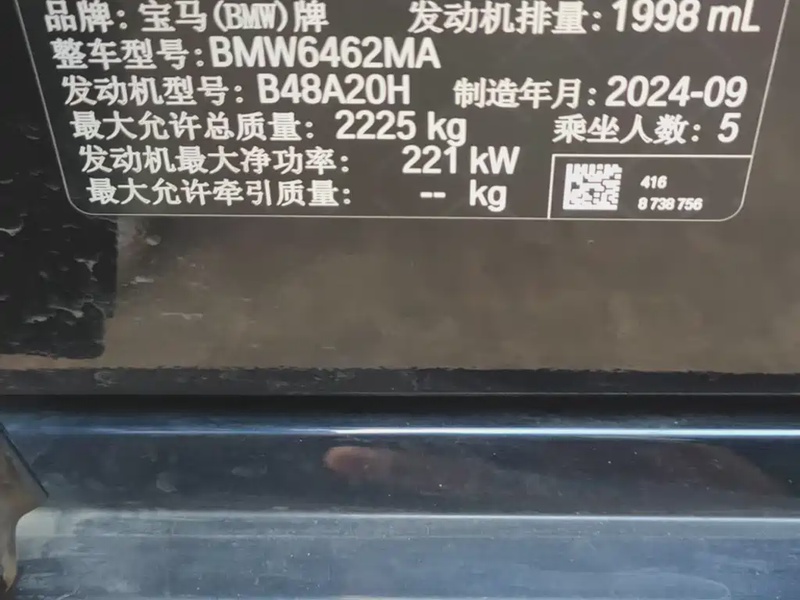 品牌：宝马(BMW)牌 发动机排量：1998 mL
整车型号：BMW6462MA
发动机型号：B48A20H 制造年月：2024-09
最大允许总质量：2225 kg 乘坐人数：5
发动机最大净功率：221 kW
最大允许牵引质量：-- kg
416
8 738 756